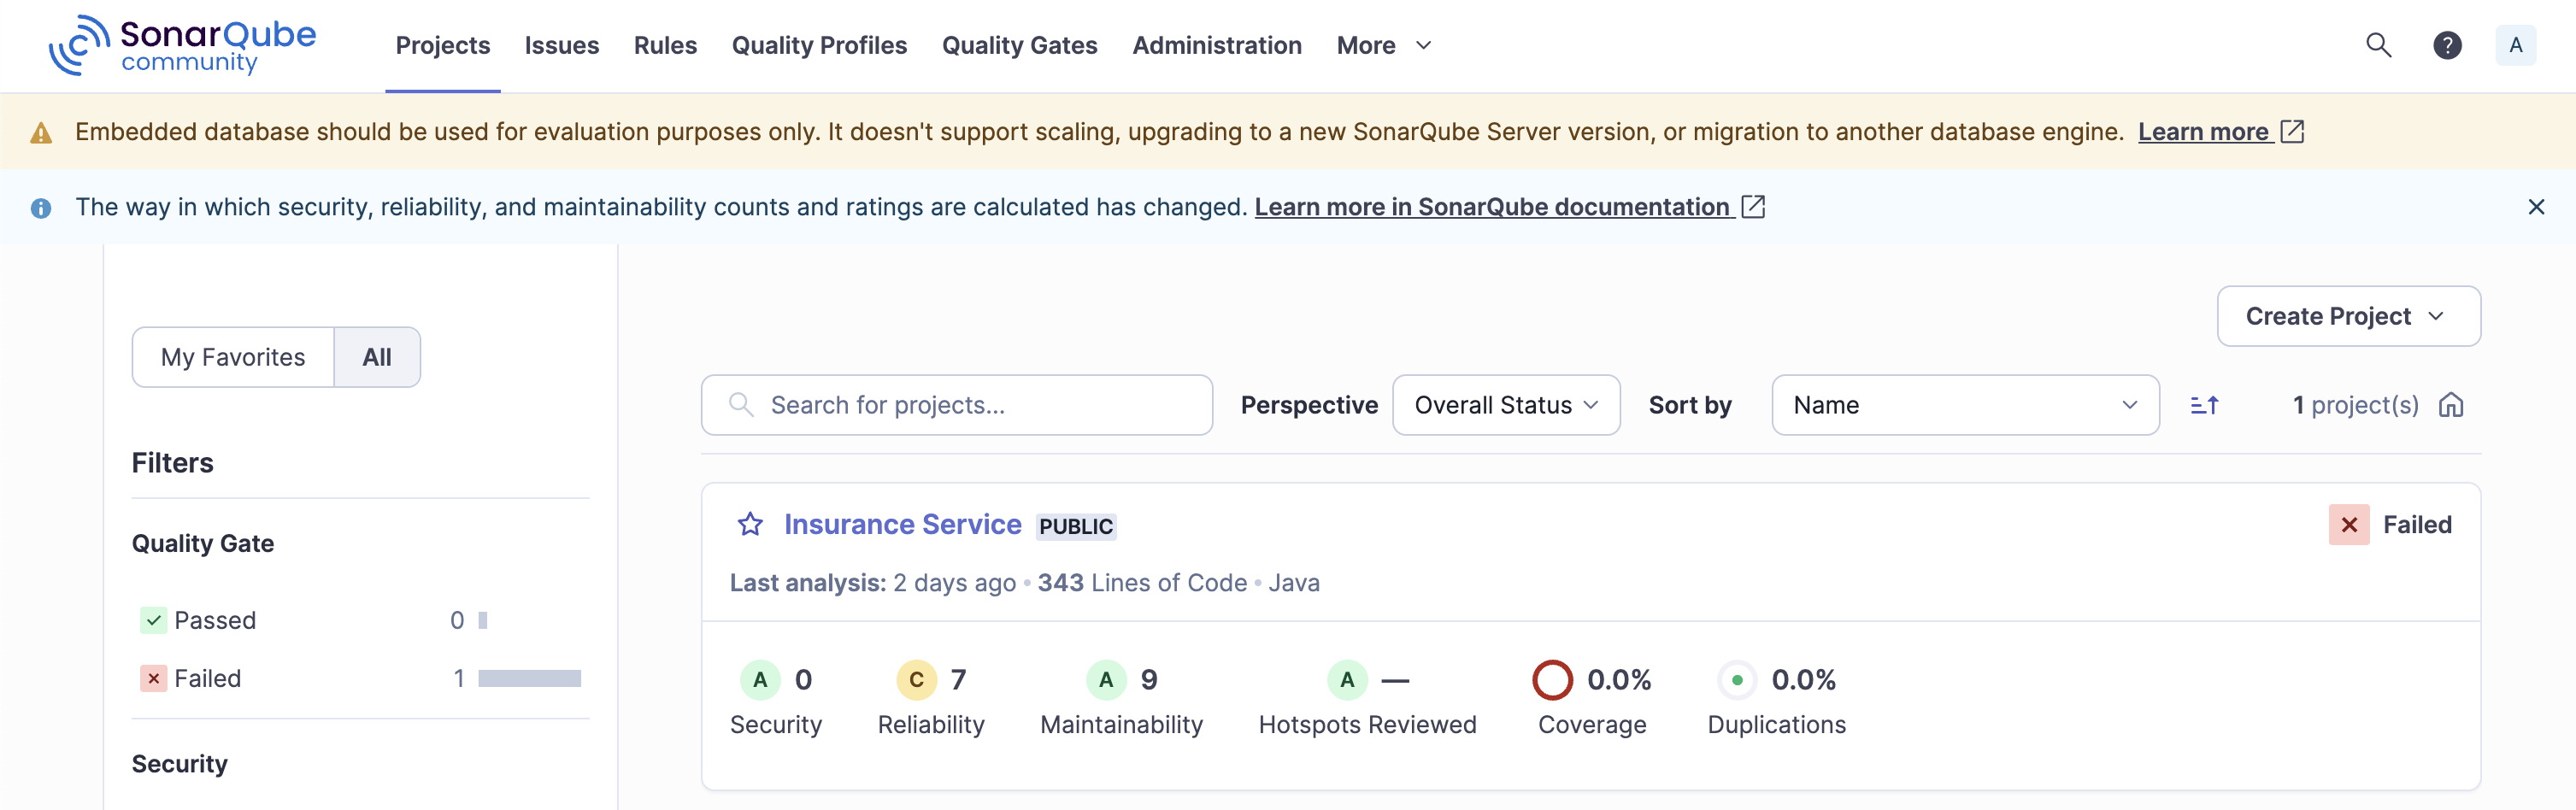 SonarQube
community
Projects Issues Rules Quality Profiles Quality Gates Administration More
? A
Embedded database should be used for evaluation purposes only. It doesn't support scaling, upgrading to a new SonarQube Server version, or migration to another database engine. Learn more
The way in which security, reliability, and maintainability counts and ratings are calculated has changed. Learn more in SonarQube documentation
My Favorites All
Filters
Quality Gate
Passed 0
Failed 1
Security
Create Project
Search for projects... Perspective Overall Status Sort by Name 1 project(s)
Insurance Service PUBLIC Failed
Last analysis: 2 days ago • 343 Lines of Code • Java
A 0 C 7 A 9 A — 0.0% 0.0%
Security Reliability Maintainability Hotspots Reviewed Coverage Duplications